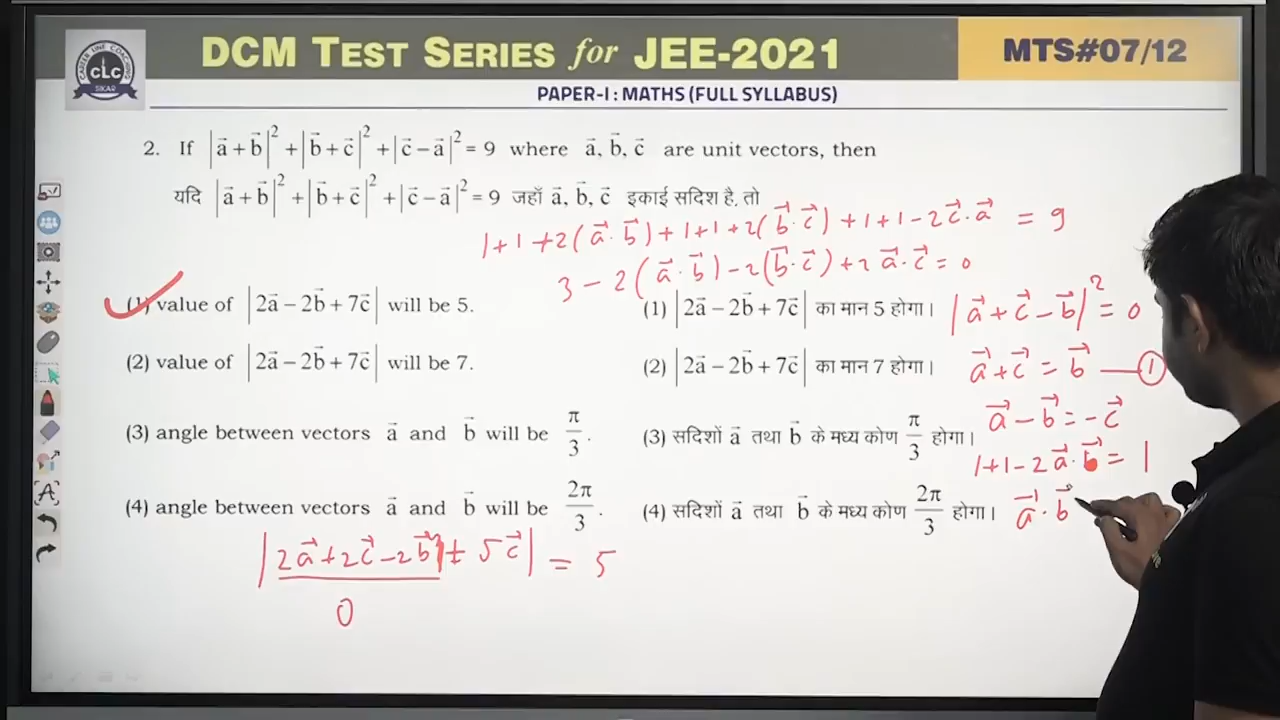 DCM TEST SERIES for JEE-2021
MTS#07/12
CAREER LINE COACHING
CLC
SIKAR
PAPER-I : MATHS (FULL SYLLABUS)
2. If |a⃗ + b⃗|² + |b⃗ + c⃗|² + |c⃗ − a⃗|² = 9 where a⃗, b⃗, c⃗ are unit vectors, then
यदि |a⃗ + b⃗|² + |b⃗ + c⃗|² + |c⃗ − a⃗|² = 9 जहाँ a⃗, b⃗, c⃗ इकाई सदिश है, तो
1+1+2(a⃗·b⃗)+1+1+2(b⃗·c⃗)+1+1−2c⃗·a⃗ = 9
3−2(a⃗·b⃗)−2(b⃗·c⃗)+2a⃗·c⃗ = 0
(1) value of |2a⃗ − 2b⃗ + 7c⃗| will be 5.
(1) |2a⃗ − 2b⃗ + 7c⃗| का मान 5 होगा।
|a⃗+c⃗−b⃗|² = 0
(2) value of |2a⃗ − 2b⃗ + 7c⃗| will be 7.
(2) |2a⃗ − 2b⃗ + 7c⃗| का मान 7 होगा।
a⃗+c⃗ = b⃗ —①
a⃗−b⃗ = −c⃗
(3) angle between vectors a⃗ and b⃗ will be π/3.
(3) सदिशों a⃗ तथा b⃗ के मध्य कोण π/3 होगा।
1+1−2a⃗·b⃗ = 1
(4) angle between vectors a⃗ and b⃗ will be 2π/3.
(4) सदिशों a⃗ तथा b⃗ के मध्य कोण 2π/3 होगा।
a⃗·b⃗
|2a⃗+2c⃗−2b⃗+5c⃗| = 5
0